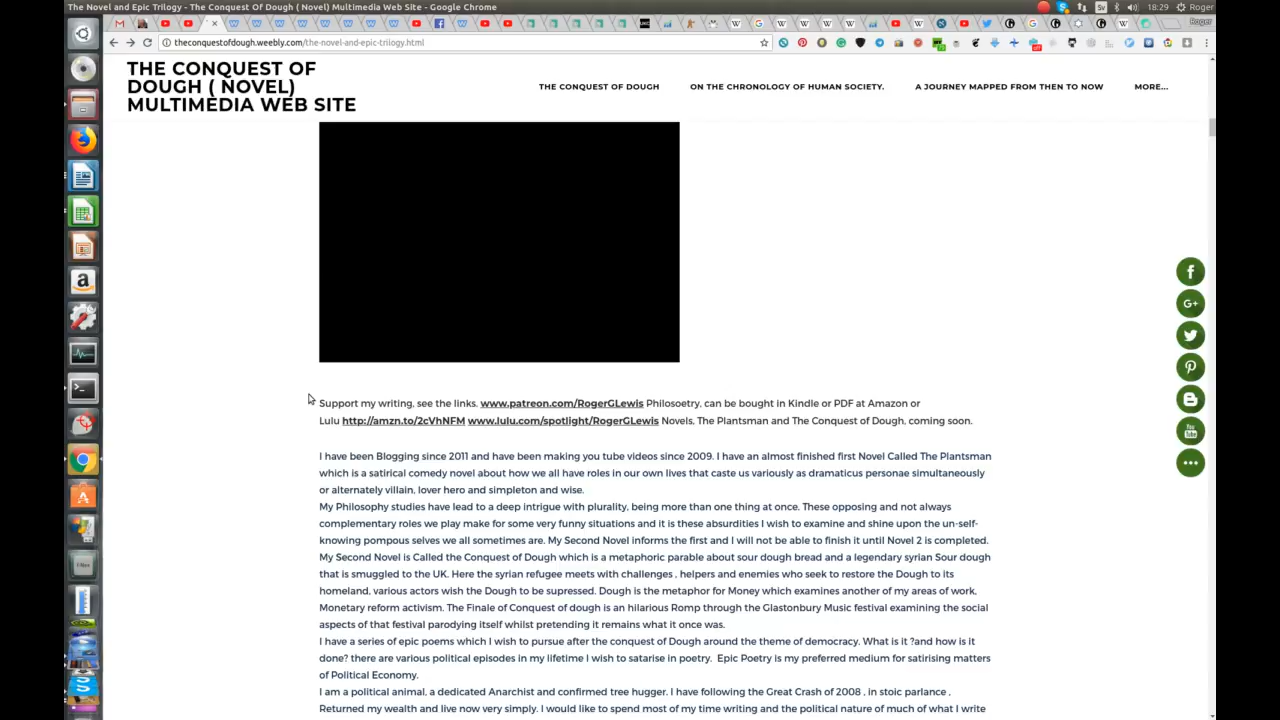 The Novel and Epic Trilogy - The Conquest Of Dough ( Novel) Multimedia Web Site - Google Chrome
18:29 Roger
Roger
theconquestofdough.weebly.com/the-novel-and-epic-trilogy.html
THE CONQUEST OF
DOUGH ( NOVEL)
MULTIMEDIA WEB SITE
THE CONQUEST OF DOUGH
ON THE CHRONOLOGY OF HUMAN SOCIETY.
A JOURNEY MAPPED FROM THEN TO NOW
MORE...
Support my writing, see the links. www.patreon.com/RogerGLewis Philosoetry, can be bought in Kindle or PDF at Amazon or
Lulu http://amzn.to/2cVhNFM www.lulu.com/spotlight/RogerGLewis Novels, The Plantsman and The Conquest of Dough, coming soon.
I have been Blogging since 2011 and have been making you tube videos since 2009. I have an almost finished first Novel Called The Plantsman
which is a satirical comedy novel about how we all have roles in our own lives that caste us variously as dramaticus personae simultaneously
or alternately villain, lover hero and simpleton and wise.
My Philosophy studies have lead to a deep intrigue with plurality, being more than one thing at once. These opposing and not always
complementary roles we play make for some very funny situations and it is these absurdities I wish to examine and shine upon the un-self-
knowing pompous selves we all sometimes are. My Second Novel informs the first and I will not be able to finish it until Novel 2 is completed.
My Second Novel is Called the Conquest of Dough which is a metaphoric parable about sour dough bread and a legendary syrian Sour dough
that is smuggled to the UK. Here the syrian refugee meets with challenges , helpers and enemies who seek to restore the Dough to its
homeland, various actors wish the Dough to be supressed. Dough is the metaphor for Money which examines another of my areas of work,
Monetary reform activism. The Finale of Conquest of dough is an hilarious Romp through the Glastonbury Music festival examining the social
aspects of that festival parodying itself whilst pretending it remains what it once was.
I have a series of epic poems which I wish to pursue after the conquest of Dough around the theme of democracy. What is it ?and how is it
done? there are various political episodes in my lifetime I wish to satarise in poetry.  Epic Poetry is my preferred medium for satirising matters
of Political Economy.
I am a political animal, a dedicated Anarchist and confirmed tree hugger. I have following the Great Crash of 2008 , in stoic parlance ,
Returned my wealth and live now very simply. I would like to spend most of my time writing and the political nature of much of what I write